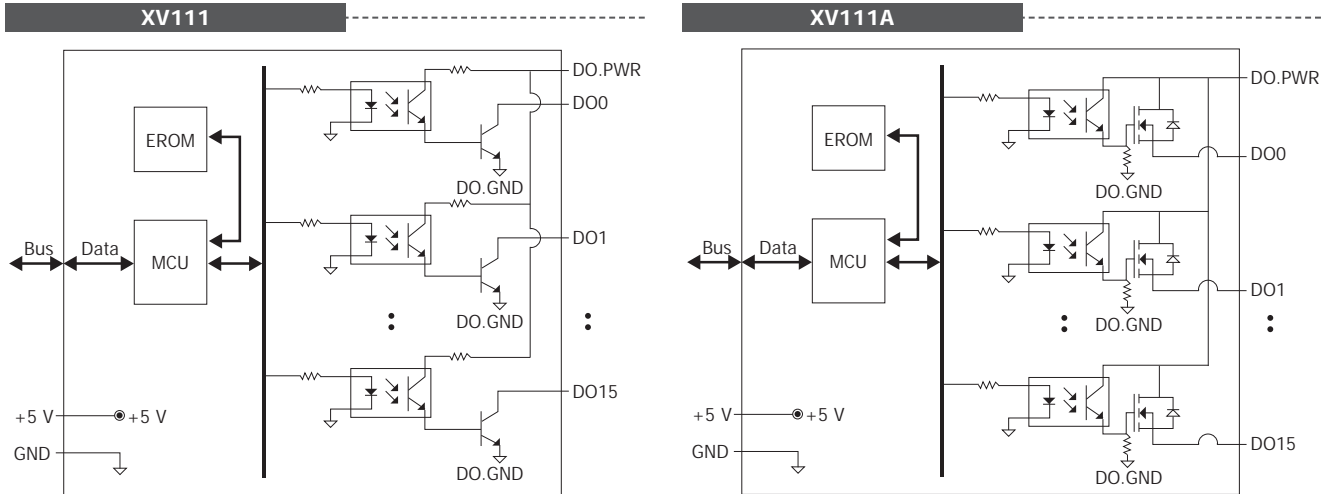 XV111
DO.PWR
DO0
EROM
DO.GND
Bus
Data
MCU
DO1
DO.GND
DO15
+5 V
+5 V
GND
DO.GND
XV111A
DO.PWR
EROM
DO0
DO.GND
Bus
Data
MCU
DO1
DO.GND
+5 V
+5 V
GND
DO15
DO.GND